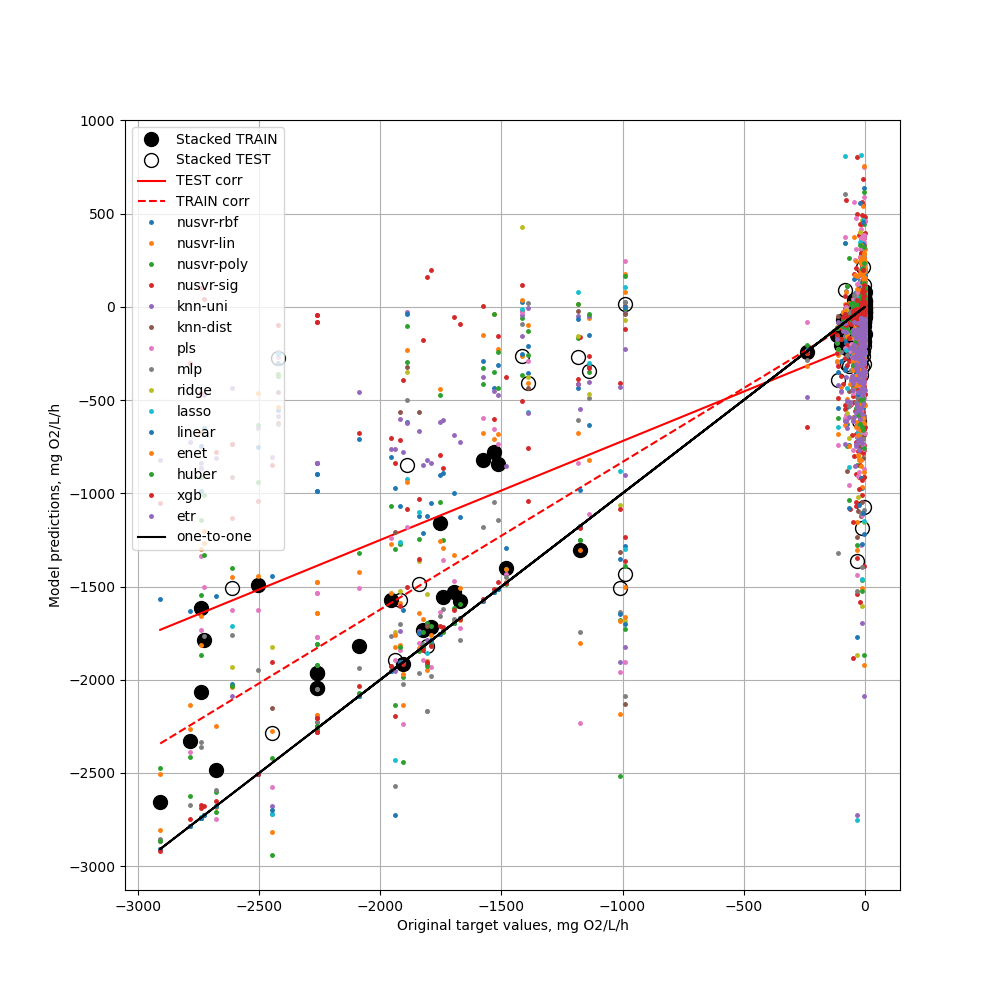 1000
500
0
−500
−1000
−1500
−2000
−2500
−3000
Model predictions, mg O2/L/h
Stacked TRAIN
Stacked TEST
TEST corr
TRAIN corr
nusvr-rbf
nusvr-lin
nusvr-poly
nusvr-sig
knn-uni
knn-dist
pls
mlp
ridge
lasso
linear
enet
huber
xgb
etr
one-to-one
−3000 −2500 −2000 −1500 −1000 −500 0
Original target values, mg O2/L/h